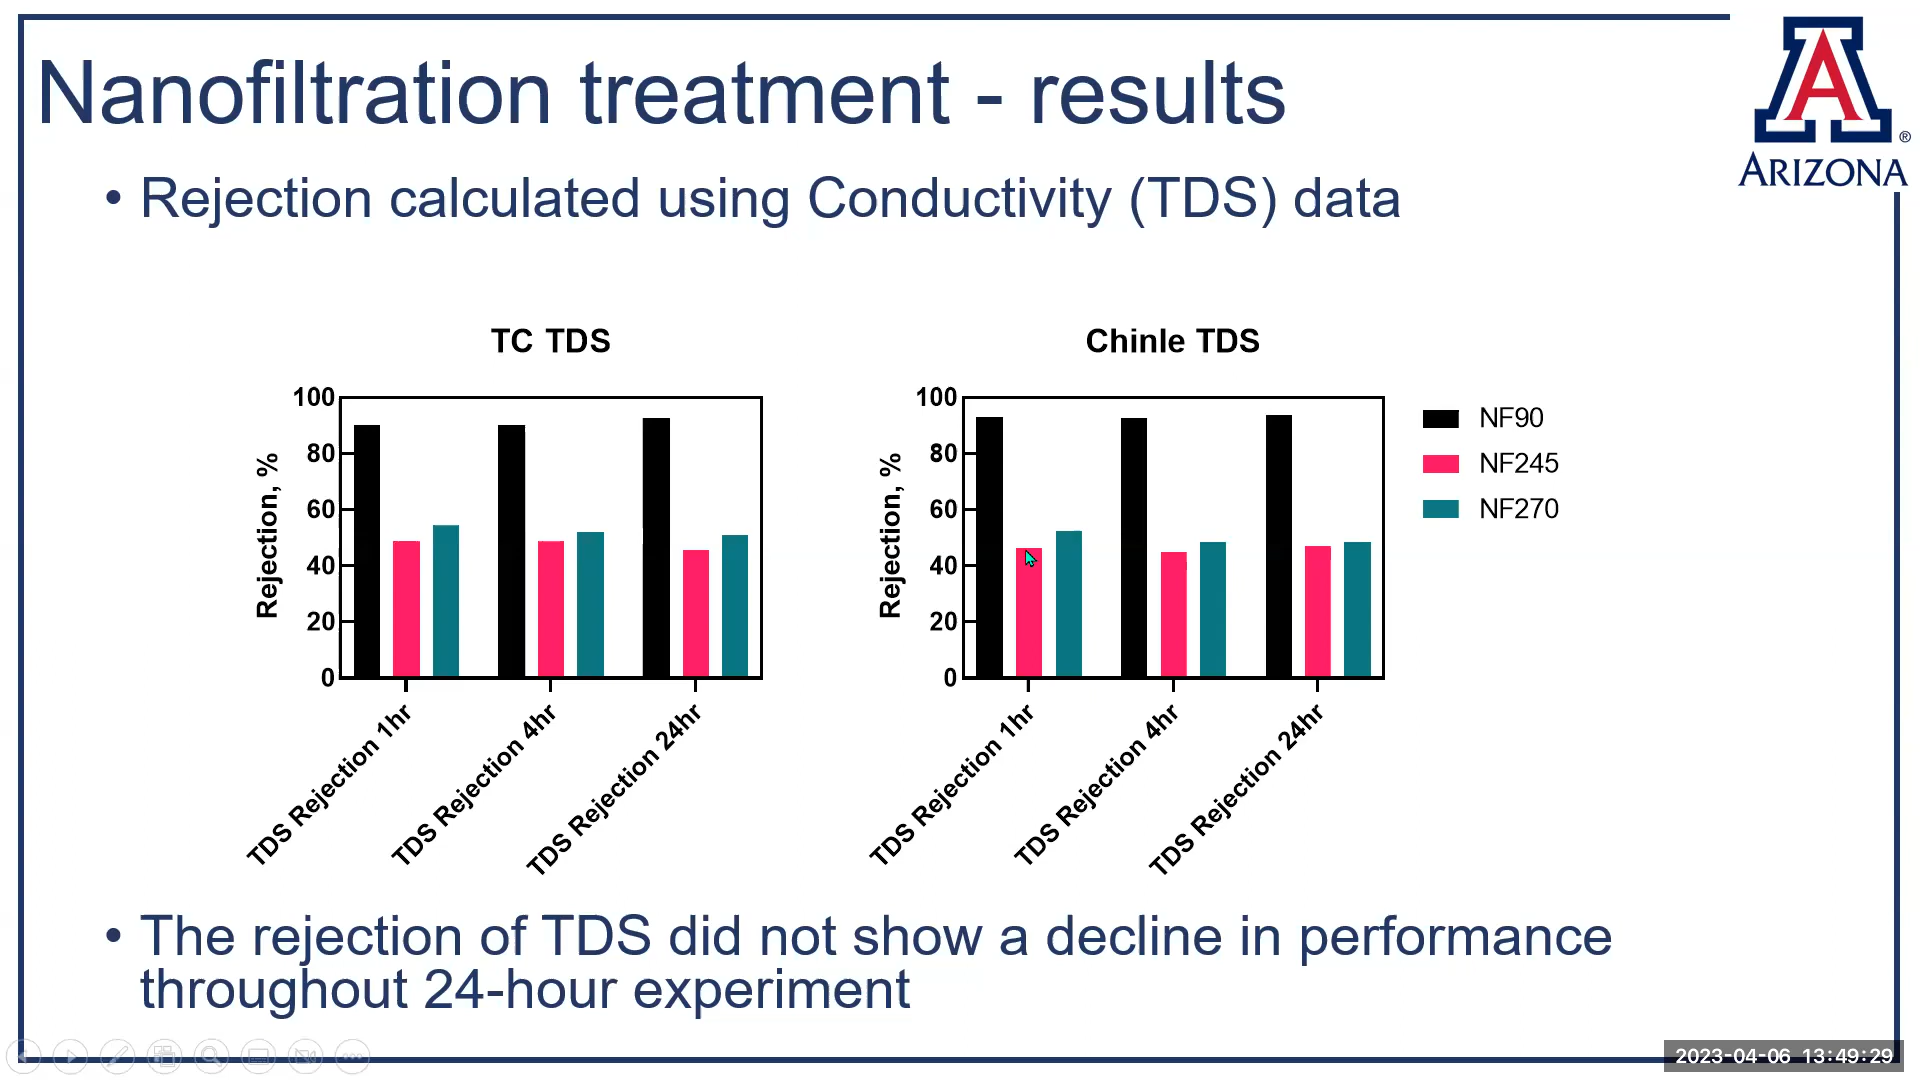 Nanofiltration treatment - results
ARIZONA®
• Rejection calculated using Conductivity (TDS) data
TC TDS
Rejection, %
100
80
60
40
20
0
TDS Rejection 1hr
TDS Rejection 4hr
TDS Rejection 24hr
Chinle TDS
Rejection, %
100
80
60
40
20
0
TDS Rejection 1hr
TDS Rejection 4hr
TDS Rejection 24hr
NF90
NF245
NF270
• The rejection of TDS did not show a decline in performance
throughout 24-hour experiment
2023-04-06 13:49:29